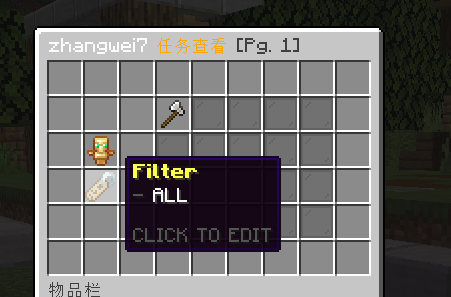 zhangwei7 任务查看 [Pg. 1]
Filter
- ALL
CLICK TO EDIT
物品栏